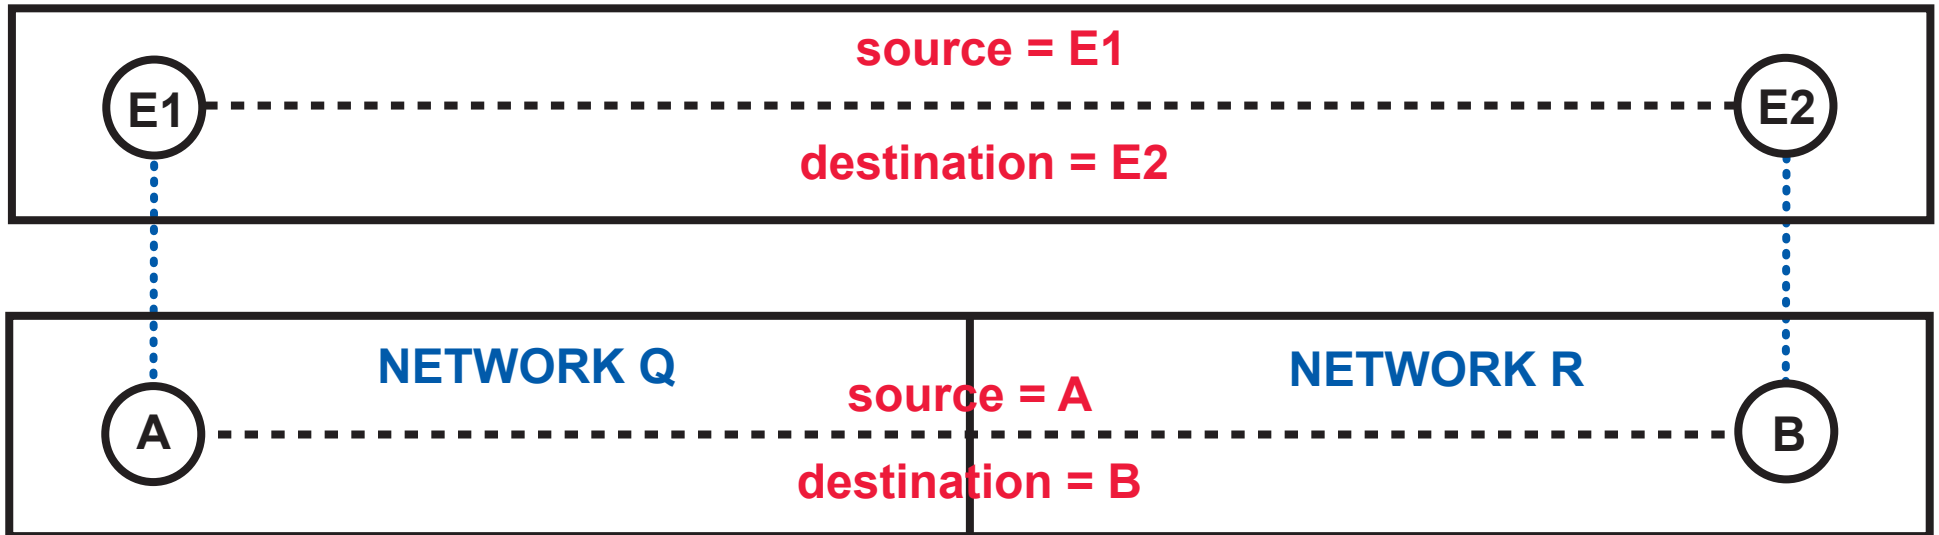 source = E1
E1
E2
destination = E2
NETWORK Q
NETWORK R
source = A
A
B
destination = B